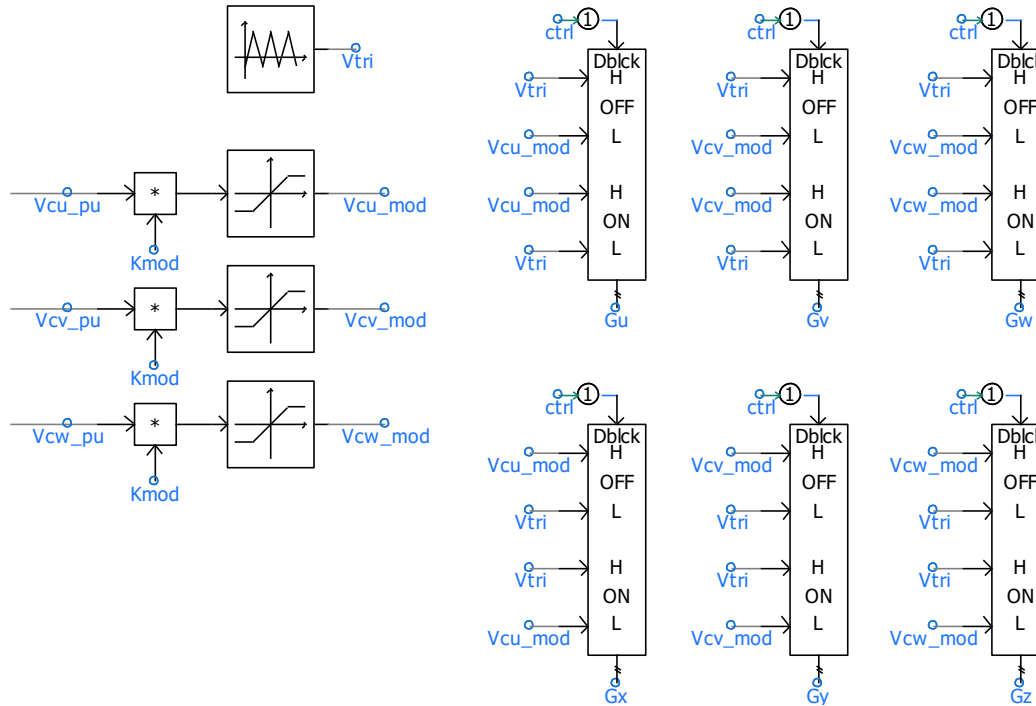 Vtri
Vcu_pu
*
Kmod
Vcu_mod
Vcv_pu
*
Kmod
Vcv_mod
Vcw_pu
*
Kmod
Vcw_mod
ctrl 1
Dblck
Vtri H
OFF
Vcu_mod L
Vcu_mod H
ON
Vtri L
Gu
ctrl 1
Dblck
Vtri H
OFF
Vcv_mod L
Vcv_mod H
ON
Vtri L
Gv
ctrl 1
Dblck
Vtri H
OFF
Vcw_mod L
Vcw_mod H
ON
Vtri L
Gw
ctrl 1
Dblck
Vcu_mod H
OFF
Vtri L
Vtri H
ON
Vcu_mod L
Gx
ctrl 1
Dblck
Vcv_mod H
OFF
Vtri L
Vtri H
ON
Vcv_mod L
Gy
ctrl 1
Dblck
Vcw_mod H
OFF
Vtri L
Vtri H
ON
Vcw_mod L
Gz